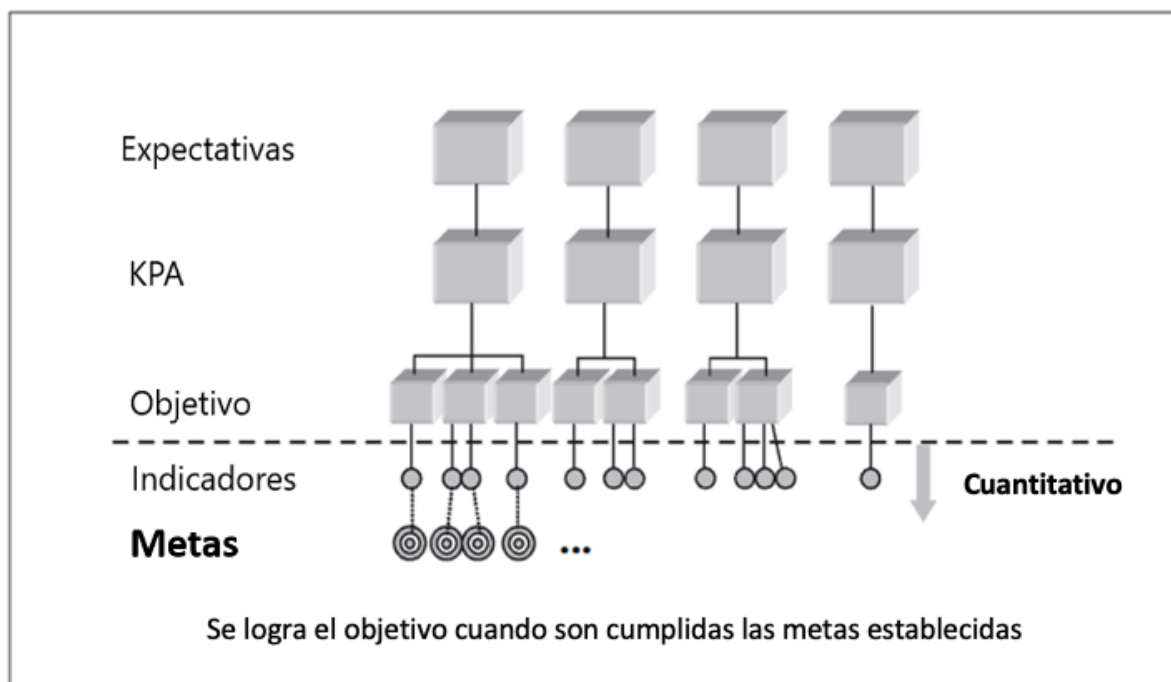 Expectativas
KPA
Objetivo
Indicadores
Cuantitativo
Metas
...
Se logra el objetivo cuando son cumplidas las metas establecidas